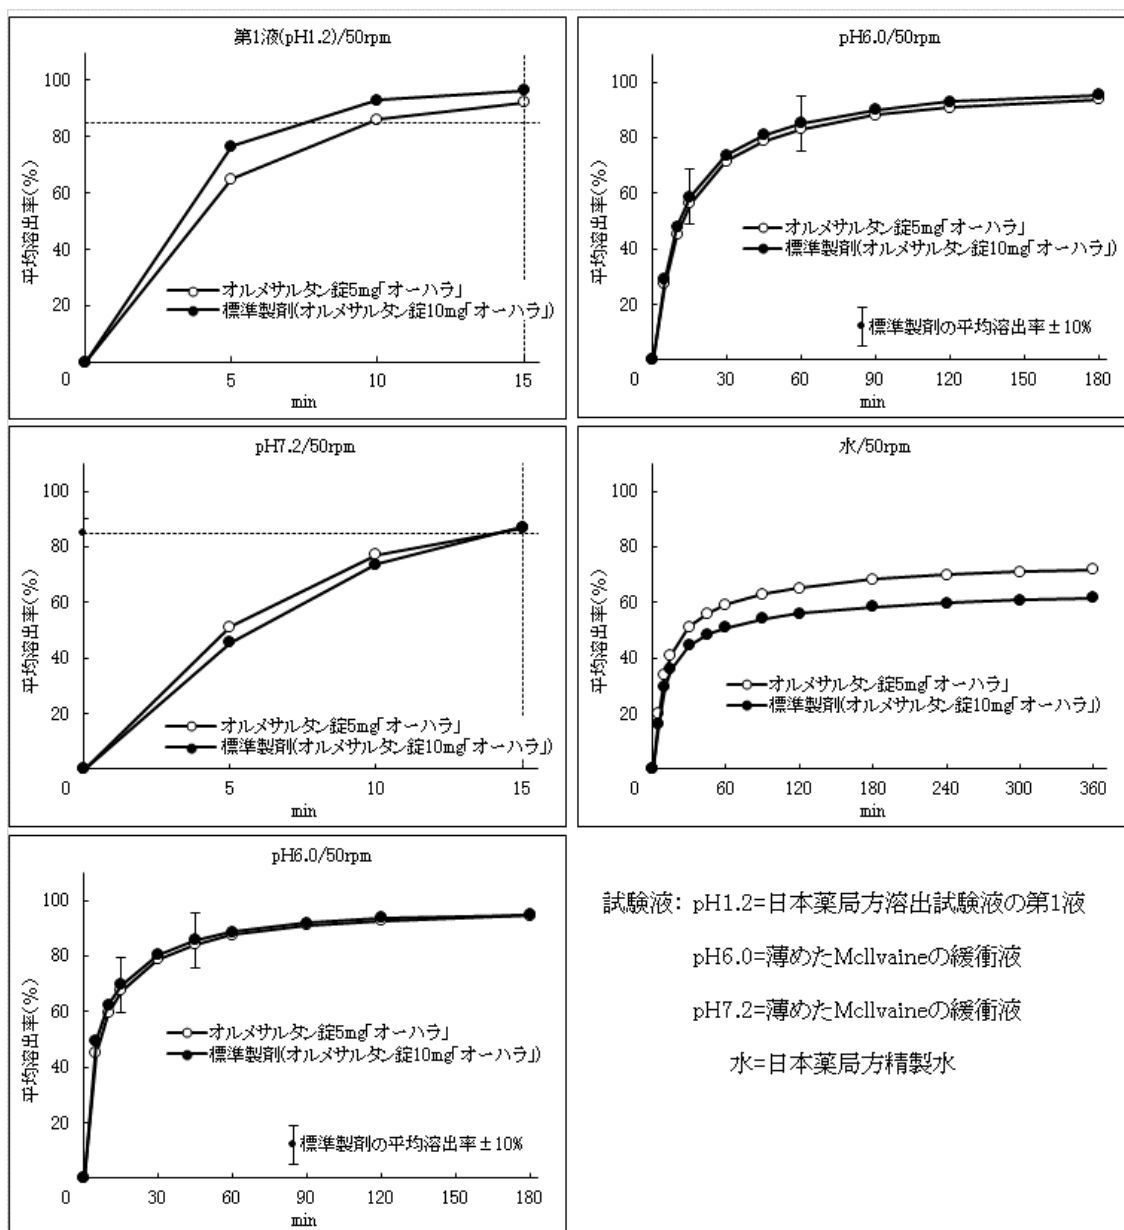 第1液(pH1.2)/50rpm
平均溶出率(%)
100
80
60
40
20
0
5
10
15
min
オルメサルタン錠5mg「オーハラ」
標準製剤(オルメサルタン錠10mg「オーハラ」)
pH6.0/50rpm
平均溶出率(%)
100
80
60
40
20
0
30
60
90
120
150
180
min
オルメサルタン錠5mg「オーハラ」
標準製剤(オルメサルタン錠10mg「オーハラ」)
標準製剤の平均溶出率±10%
pH7.2/50rpm
平均溶出率(%)
100
80
60
40
20
0
5
10
15
min
オルメサルタン錠5mg「オーハラ」
標準製剤(オルメサルタン錠10mg「オーハラ」)
水/50rpm
平均溶出率(%)
100
80
60
40
20
0
60
120
180
240
300
360
min
オルメサルタン錠5mg「オーハラ」
標準製剤(オルメサルタン錠10mg「オーハラ」)
pH6.0/50rpm
平均溶出率(%)
100
80
60
40
20
0
30
60
90
120
150
180
min
オルメサルタン錠5mg「オーハラ」
標準製剤(オルメサルタン錠10mg「オーハラ」)
標準製剤の平均溶出率±10%
試験液: pH1.2=日本薬局方溶出試験液の第1液
pH6.0=薄めたMcIlvaineの緩衝液
pH7.2=薄めたMcIlvaineの緩衝液
水=日本薬局方精製水